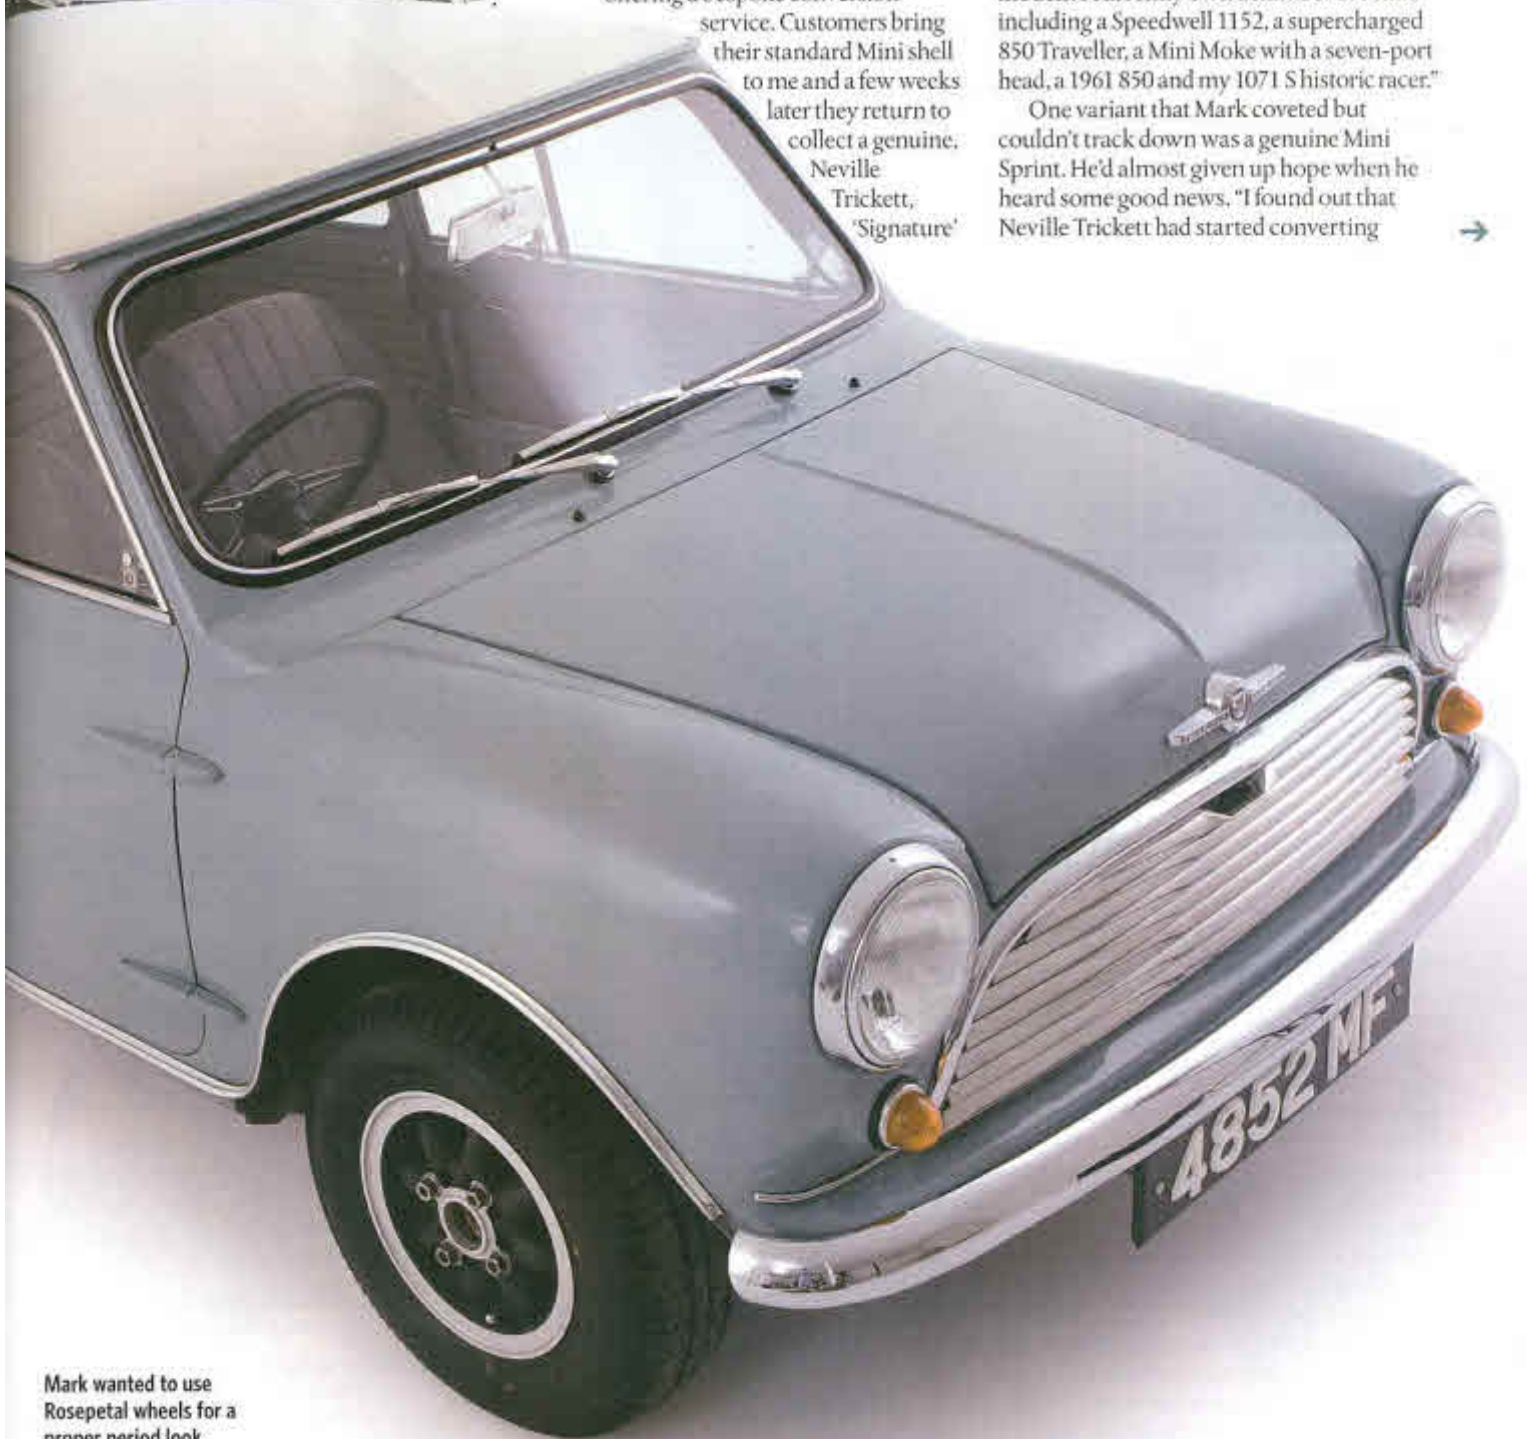 service. Customers bring
their standard Mini shell
to me and a few weeks
later they return to
collect a genuine,
Neville
Trickett,
'Signature'
including a Speedwell 1152, a supercharged
850 Traveller, a Mini Moke with a seven-port
head, a 1961 850 and my 1071 S historic racer."
One variant that Mark coveted but
couldn't track down was a genuine Mini
Sprint. He'd almost given up hope when he
heard some good news. "I found out that
Neville Trickett had started converting
4852 MF
Mark wanted to use
Rosepetal wheels for a
proper period look